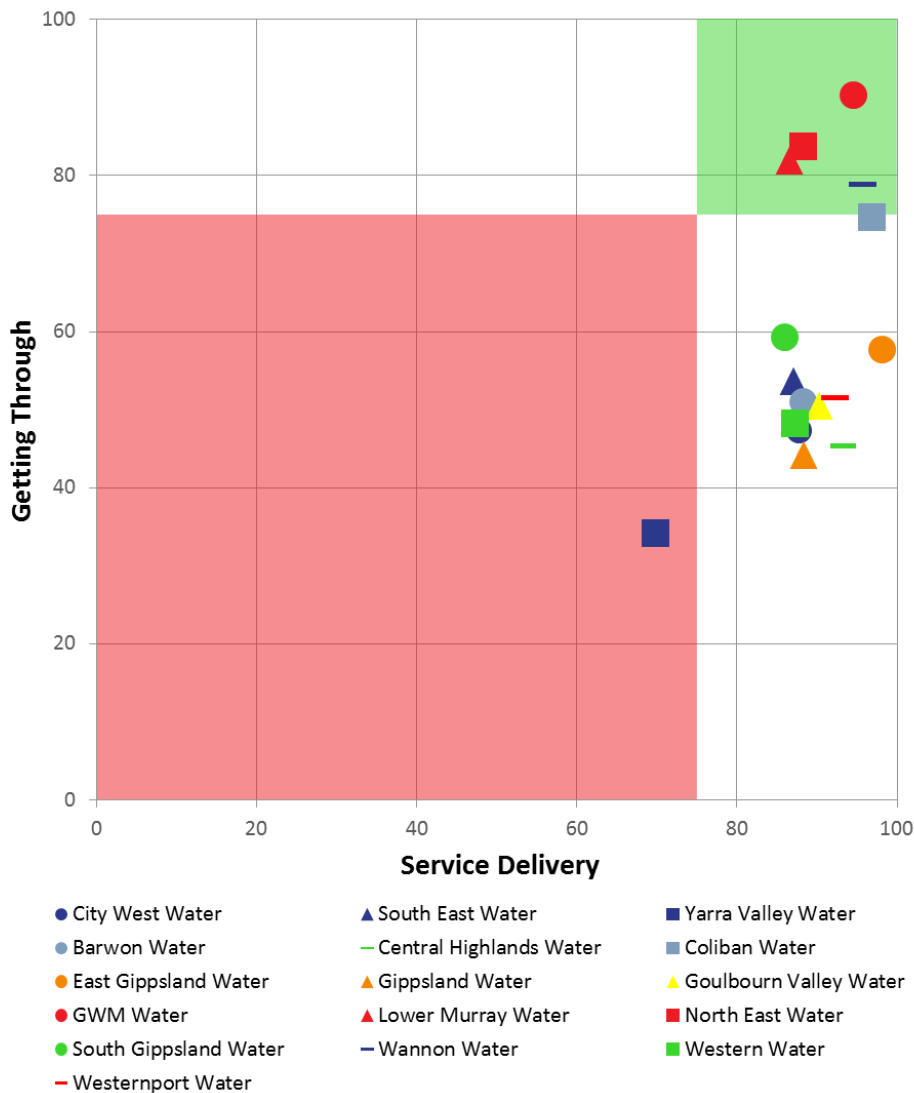 100
80
60
40
20
0
Getting Through
0 20 40 60 80 100
Service Delivery
City West Water South East Water Yarra Valley Water
Barwon Water Central Highlands Water Coliban Water
East Gippsland Water Gippsland Water Goulbourn Valley Water
GWM Water Lower Murray Water North East Water
South Gippsland Water Wannon Water Western Water
Westernport Water